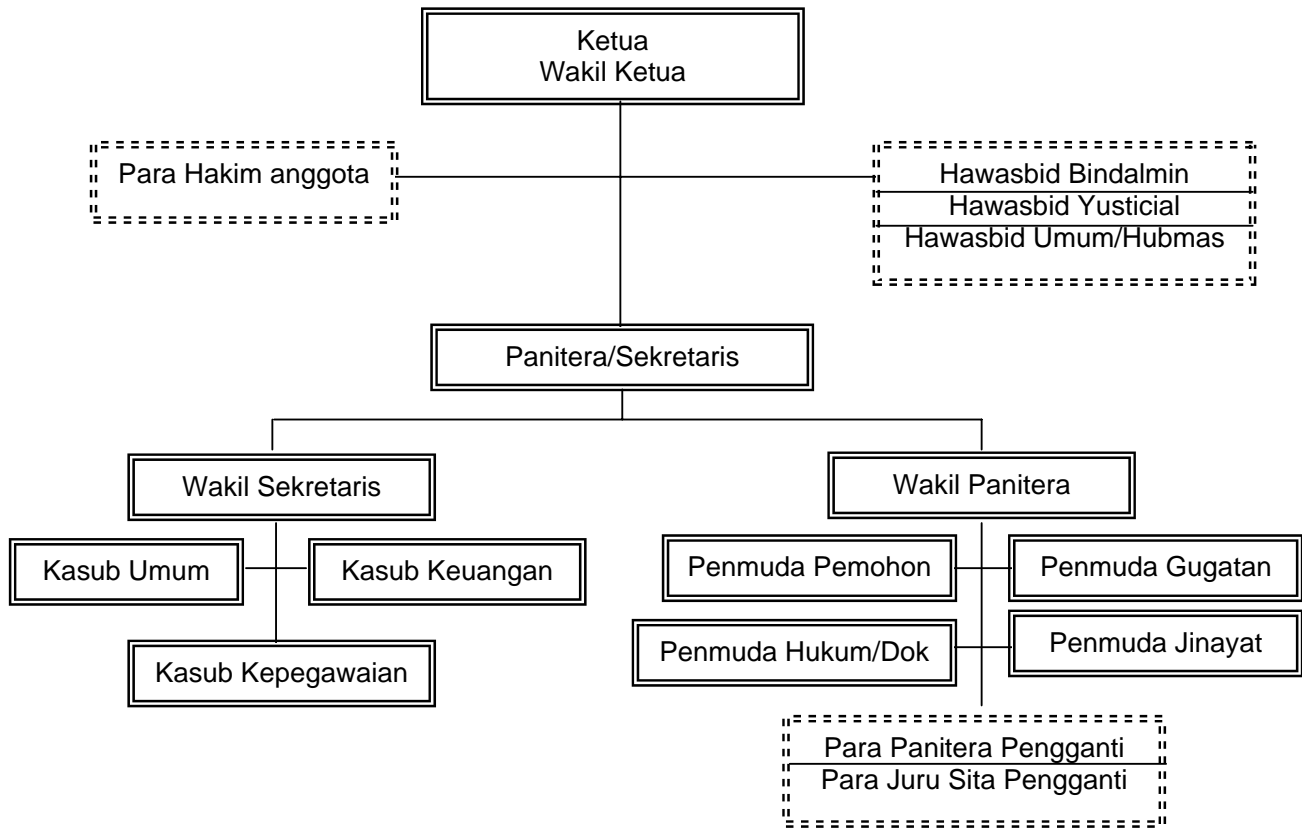 Ketua
Wakil Ketua
Para Hakim anggota
Hawasbid Bindalmin
Hawasbid Yusticial
Hawasbid Umum/Hubmas
Panitera/Sekretaris
Wakil Sekretaris
Wakil Panitera
Kasub Umum
Kasub Keuangan
Penmuda Pemohon
Penmuda Gugatan
Kasub Kepegawaian
Penmuda Hukum/Dok
Penmuda Jinayat
Para Panitera Pengganti
Para Juru Sita Pengganti